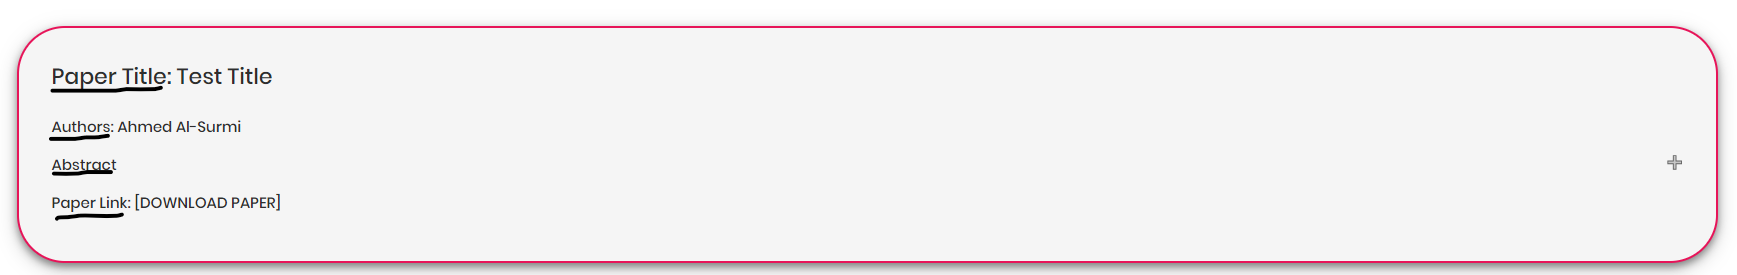 Paper Title: Test Title
Authors: Ahmed Al-Surmi
Abstract
Paper Link: [DOWNLOAD PAPER]